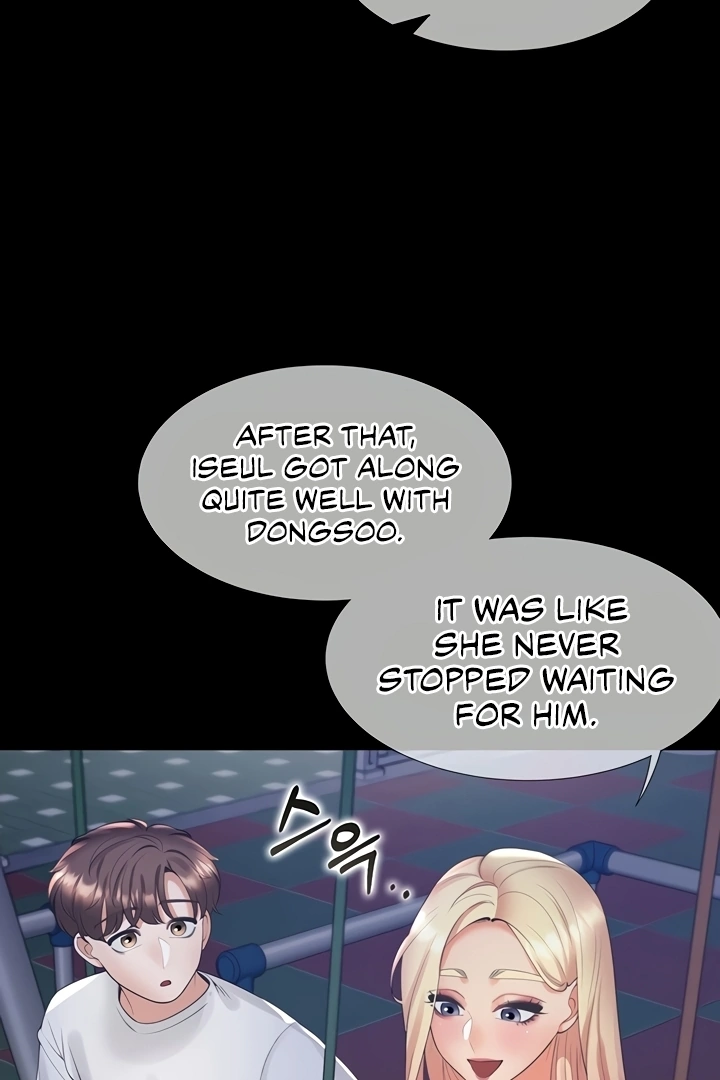 AFTER THAT,
ISEUL GOT ALONG
QUITE WELL WITH
DONGSOO.
IT WAS LIKE
SHE NEVER
STOPPED WAITING
FOR HIM.
스윽..